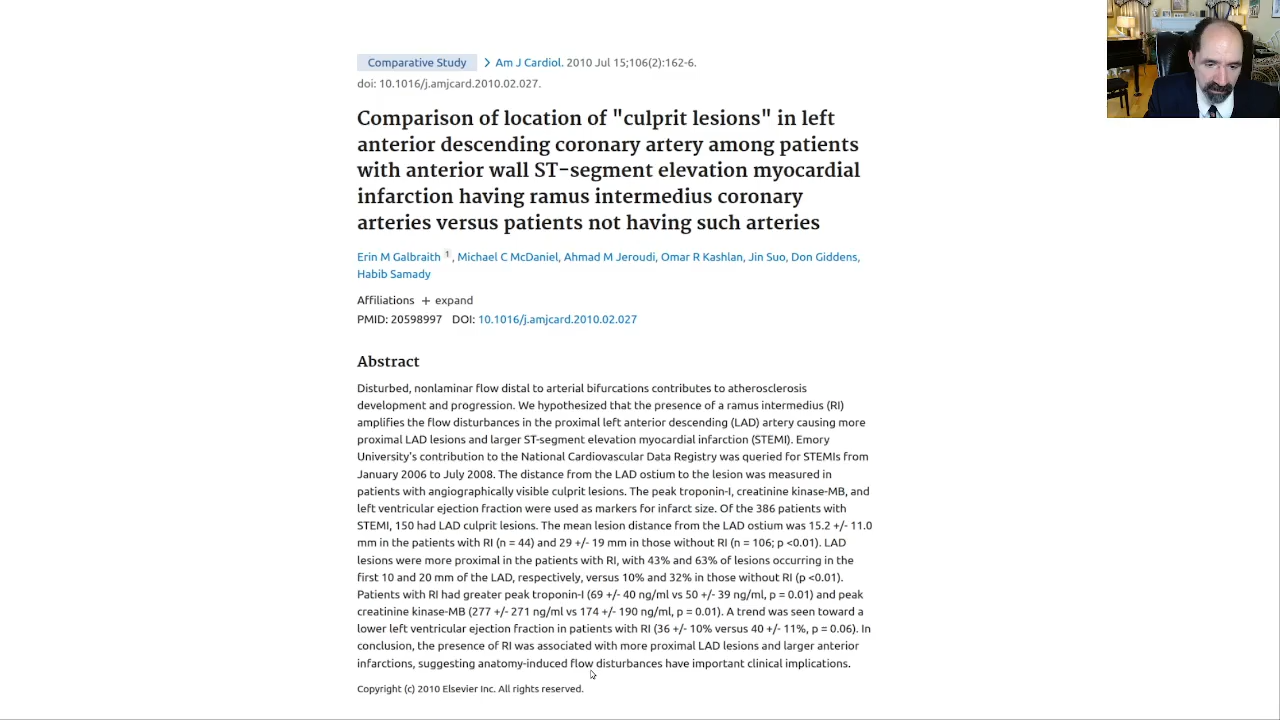 Comparative Study > Am J Cardiol. 2010 Jul 15;106(2):162-6.
doi: 10.1016/j.amjcard.2010.02.027.
Comparison of location of "culprit lesions" in left
anterior descending coronary artery among patients
with anterior wall ST-segment elevation myocardial
infarction having ramus intermedius coronary
arteries versus patients not having such arteries
Erin M Galbraith 1, Michael C McDaniel, Ahmad M Jeroudi, Omar R Kashlan, Jin Suo, Don Giddens,
Habib Samady
Affiliations + expand
PMID: 20598997 DOI: 10.1016/j.amjcard.2010.02.027
Abstract
Disturbed, nonlaminar flow distal to arterial bifurcations contributes to atherosclerosis
development and progression. We hypothesized that the presence of a ramus intermedius (RI)
amplifies the flow disturbances in the proximal left anterior descending (LAD) artery causing more
proximal LAD lesions and larger ST-segment elevation myocardial infarction (STEMI). Emory
University's contribution to the National Cardiovascular Data Registry was queried for STEMIs from
January 2006 to July 2008. The distance from the LAD ostium to the lesion was measured in
patients with angiographically visible culprit lesions. The peak troponin-I, creatinine kinase-MB, and
left ventricular ejection fraction were used as markers for infarct size. Of the 386 patients with
STEMI, 150 had LAD culprit lesions. The mean lesion distance from the LAD ostium was 15.2 +/- 11.0
mm in the patients with RI (n = 44) and 29 +/- 19 mm in those without RI (n = 106; p <0.01). LAD
lesions were more proximal in the patients with RI, with 43% and 63% of lesions occurring in the
first 10 and 20 mm of the LAD, respectively, versus 10% and 32% in those without RI (p <0.01).
Patients with RI had greater peak troponin-I (69 +/- 40 ng/ml vs 50 +/- 39 ng/ml, p = 0.01) and peak
creatinine kinase-MB (277 +/- 271 ng/ml vs 174 +/- 190 ng/ml, p = 0.01). A trend was seen toward a
lower left ventricular ejection fraction in patients with RI (36 +/- 10% versus 40 +/- 11%, p = 0.06). In
conclusion, the presence of RI was associated with more proximal LAD lesions and larger anterior
infarctions, suggesting anatomy-induced flow disturbances have important clinical implications.
Copyright (c) 2010 Elsevier Inc. All rights reserved.